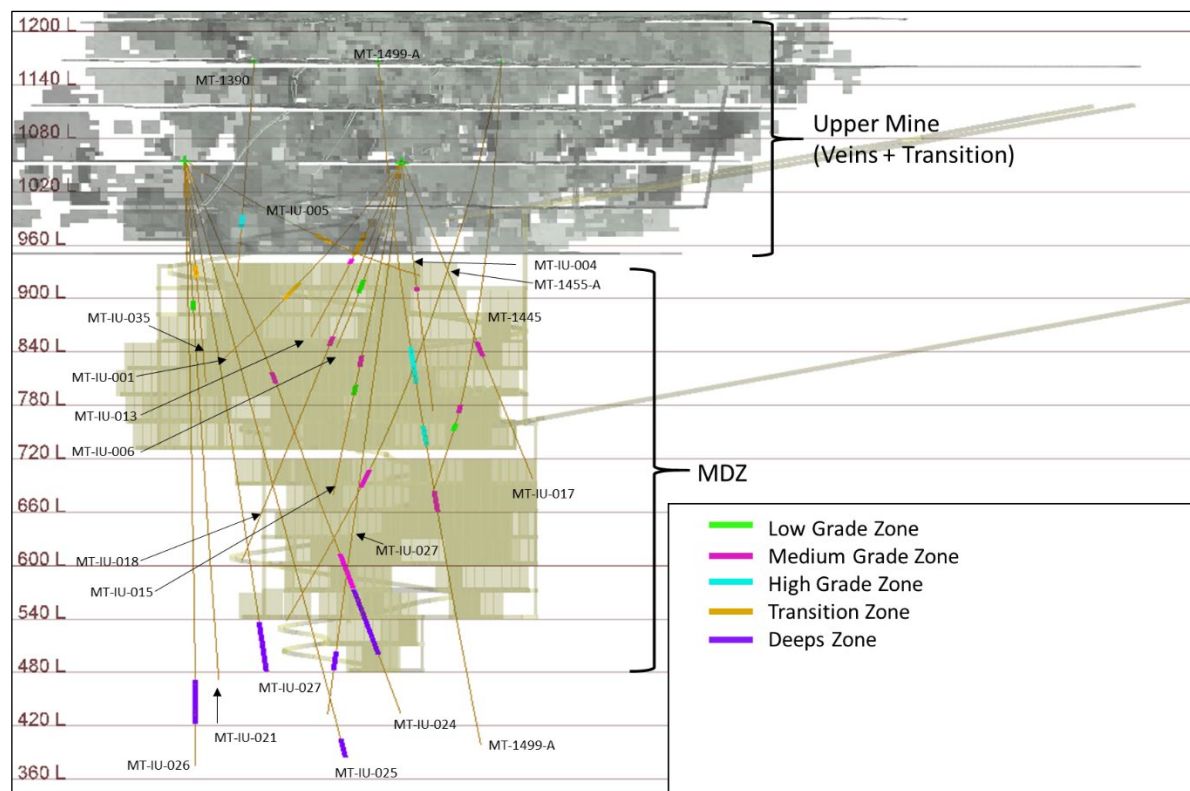 1200 L
MT-1499-A
1140 L
MT-1390
1080 L
Upper Mine
(Veins + Transition)
1020 L
MT-IU-005
960 L
MT-IU-004
MT-1455-A
900 L
MT-IU-035
MT-1445
840 L
MT-IU-001
780 L
MT-IU-013
MT-IU-006
720 L
MDZ
MT-IU-017
660 L
MT-IU-027
600 L
MT-IU-018
MT-IU-015
540 L
480 L
MT-IU-027
420 L
MT-IU-024
MT-IU-021
MT-1499-A
MT-IU-026
MT-IU-025
360 L
Low Grade Zone
Medium Grade Zone
High Grade Zone
Transition Zone
Deeps Zone